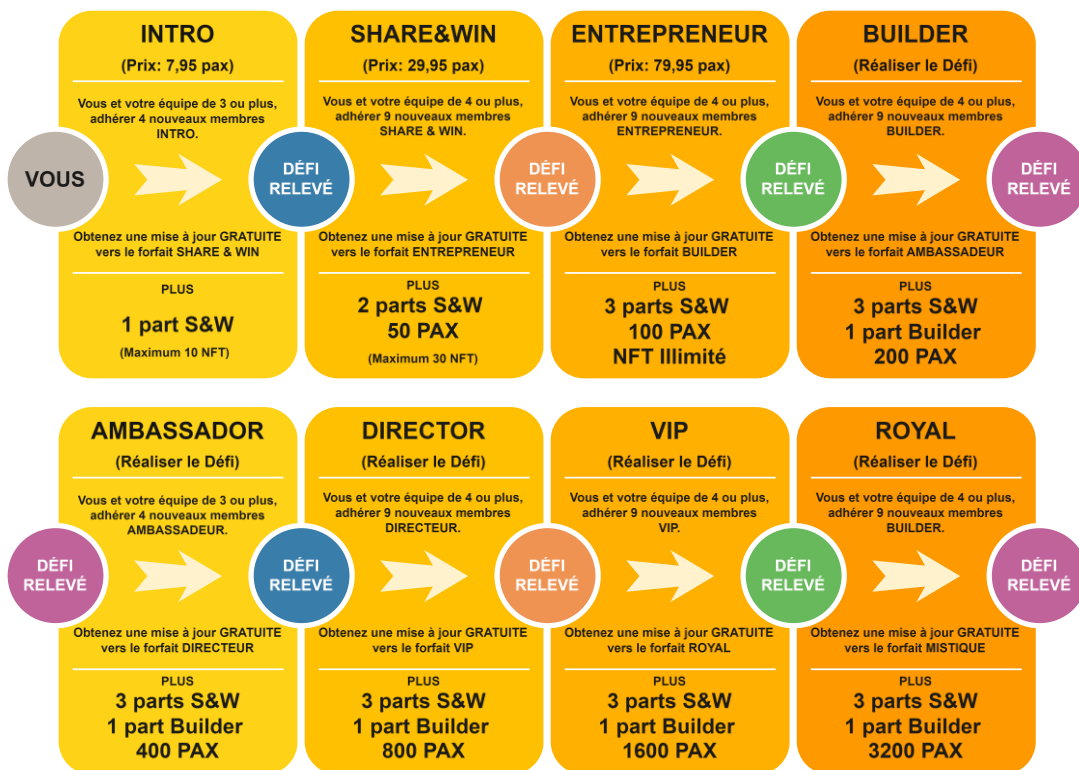 INTRO
(Prix: 7,95 pax)
Vous et votre équipe de 3 ou plus,
adhérer 4 nouveaux membres
INTRO.
VOUS
DÉFI
RELEVÉ
Obtenez une mise à jour GRATUITE
vers le forfait SHARE & WIN
PLUS
1 part S&W
(Maximum 10 NFT)
SHARE&WIN
(Prix: 29,95 pax)
Vous et votre équipe de 4 ou plus,
adhérer 9 nouveaux membres
SHARE & WIN.
DÉFI
RELEVÉ
Obtenez une mise à jour GRATUITE
vers le forfait ENTREPRENEUR
PLUS
2 parts S&W
50 PAX
(Maximum 30 NFT)
ENTREPRENEUR
(Prix: 79,95 pax)
Vous et votre équipe de 4 ou plus,
adhérer 9 nouveaux membres
ENTREPRENEUR.
DÉFI
RELEVÉ
Obtenez une mise à jour GRATUITE
vers le forfait BUILDER
PLUS
3 parts S&W
100 PAX
NFT Illimité
BUILDER
(Réaliser le Défi)
Vous et votre équipe de 4 ou plus,
adhérer 9 nouveaux membres
BUILDER.
DÉFI
RELEVÉ
Obtenez une mise à jour GRATUITE
vers le forfait AMBASSADEUR
PLUS
3 parts S&W
1 part Builder
200 PAX
AMBASSADOR
(Réaliser le Défi)
Vous et votre équipe de 3 ou plus,
adhérer 4 nouveaux membres
AMBASSADEUR.
DÉFI
RELEVÉ
DÉFI
RELEVÉ
Obtenez une mise à jour GRATUITE
vers le forfait DIRECTEUR
PLUS
3 parts S&W
1 part Builder
400 PAX
DIRECTOR
(Réaliser le Défi)
Vous et votre équipe de 4 ou plus,
adhérer 9 nouveaux membres
DIRECTEUR.
DÉFI
RELEVÉ
Obtenez une mise à jour GRATUITE
vers le forfait VIP
PLUS
3 parts S&W
1 part Builder
800 PAX
VIP
(Réaliser le Défi)
Vous et votre équipe de 4 ou plus,
adhérer 9 nouveaux membres
VIP.
DÉFI
RELEVÉ
Obtenez une mise à jour GRATUITE
vers le forfait ROYAL
PLUS
3 parts S&W
1 part Builder
1600 PAX
ROYAL
(Réaliser le Défi)
Vous et votre équipe de 4 ou plus,
adhérer 9 nouveaux membres
BUILDER.
DÉFI
RELEVÉ
Obtenez une mise à jour GRATUITE
vers le forfait MISTIQUE
PLUS
3 parts S&W
1 part Builder
3200 PAX